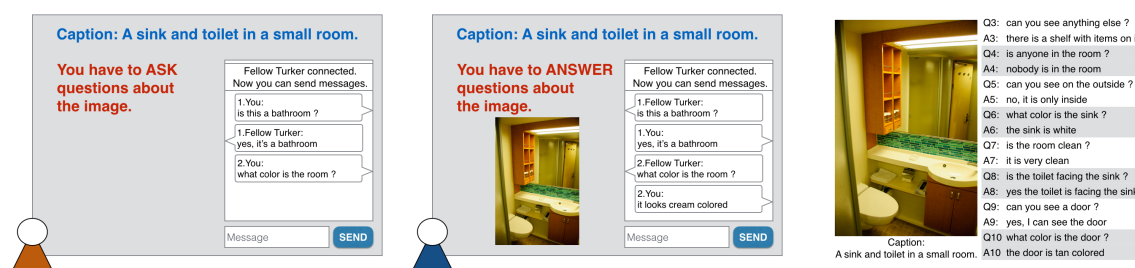 Caption: A sink and toilet in a small room.
You have to ASK
questions about
the image.
Fellow Turker connected.
Now you can send messages.
1.You:
is this a bathroom ?
1.Fellow Turker:
yes, it's a bathroom
2.You:
what color is the room ?
Message
SEND
Caption: A sink and toilet in a small room.
You have to ANSWER
questions about
the image.
Fellow Turker connected.
Now you can send messages.
1.Fellow Turker:
is this a bathroom ?
1.You:
yes, it's a bathroom
2.Fellow Turker:
what color is the room ?
2.You:
it looks cream colored
Message
SEND
Caption:
A sink and toilet in a small room.
Q3: can you see anything else ?
A3: there is a shelf with items on
Q4: is anyone in the room ?
A4: nobody is in the room
Q5: can you see on the outside ?
A5: no, it is only inside
Q6: what color is the sink ?
A6: the sink is white
Q7: is the room clean ?
A7: it is very clean
Q8: is the toilet facing the sink ?
A8: yes the toilet is facing the sink
Q9: can you see a door ?
A9: yes, I can see the door
Q10 what color is the door ?
A10 the door is tan colored